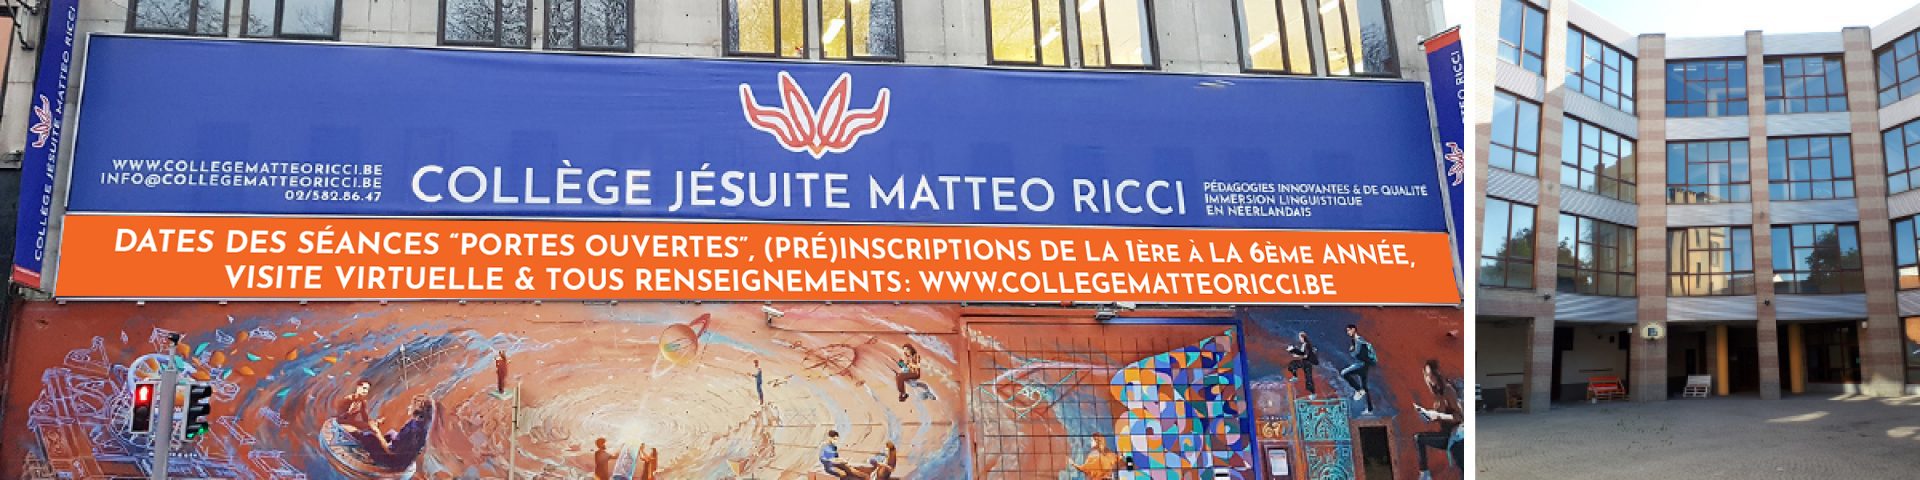 COLLÈGE JÉSUITE MATTEO RICCI
WWW.COLLEGEMATTEORICCI.BE
INFO@COLLEGEMATTEORICCI.BE
02/582.86.47
COLLÈGE JÉSUITE MATTEO RICCI
PÉDAGOGIES INNOVANTES & DE QUALITÉ
IMMERSION LINGUISTIQUE
EN NÉERLANDAIS
TEO RICCI
DATES DES SÉANCES “PORTES OUVERTES”, (PRÉ)INSCRIPTIONS DE LA 1ÈRE À LA 6ÈME ANNÉE,
VISITE VIRTUELLE & TOUS RENSEIGNEMENTS: WWW.COLLEGEMATTEORICCI.BE